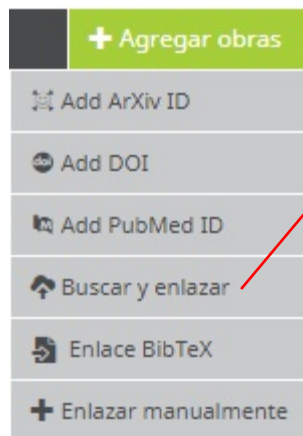 Agregar obras
Add ArXiv ID
Add DOI
Add PubMed ID
Buscar y enlazar
Enlace BibTeX
Enlazar manualmente